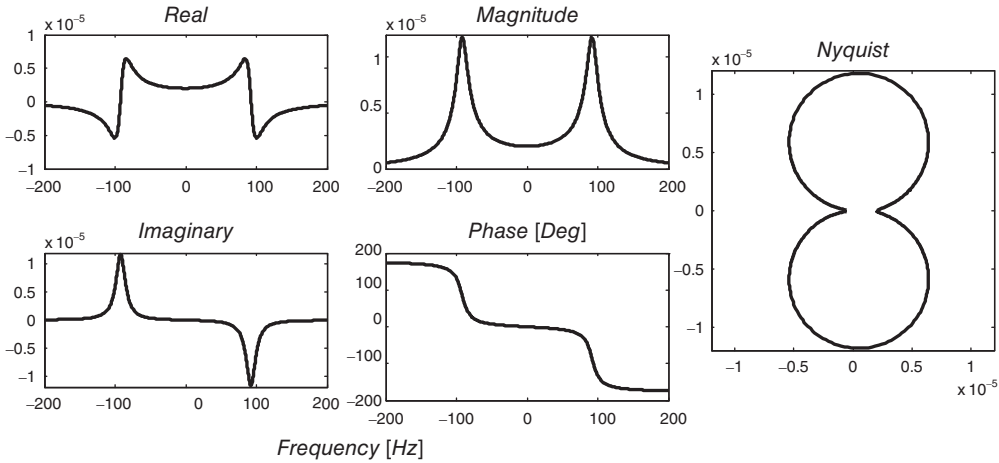 Real
x 10⁻⁵
1
0.5
0
−0.5
−1
−200 −100 0 100 200
Magnitude
x 10⁻⁵
1
0.5
0
−200 −100 0 100 200
Imaginary
x 10⁻⁵
1
0.5
0
−0.5
−1
−200 −100 0 100 200
Phase [Deg]
200
100
0
−100
−200
−200 −100 0 100 200
Frequency [Hz]
Nyquist
x 10⁻⁵
1
0.5
0
−0.5
−1
−1 −0.5 0 0.5 1
x 10⁻⁵